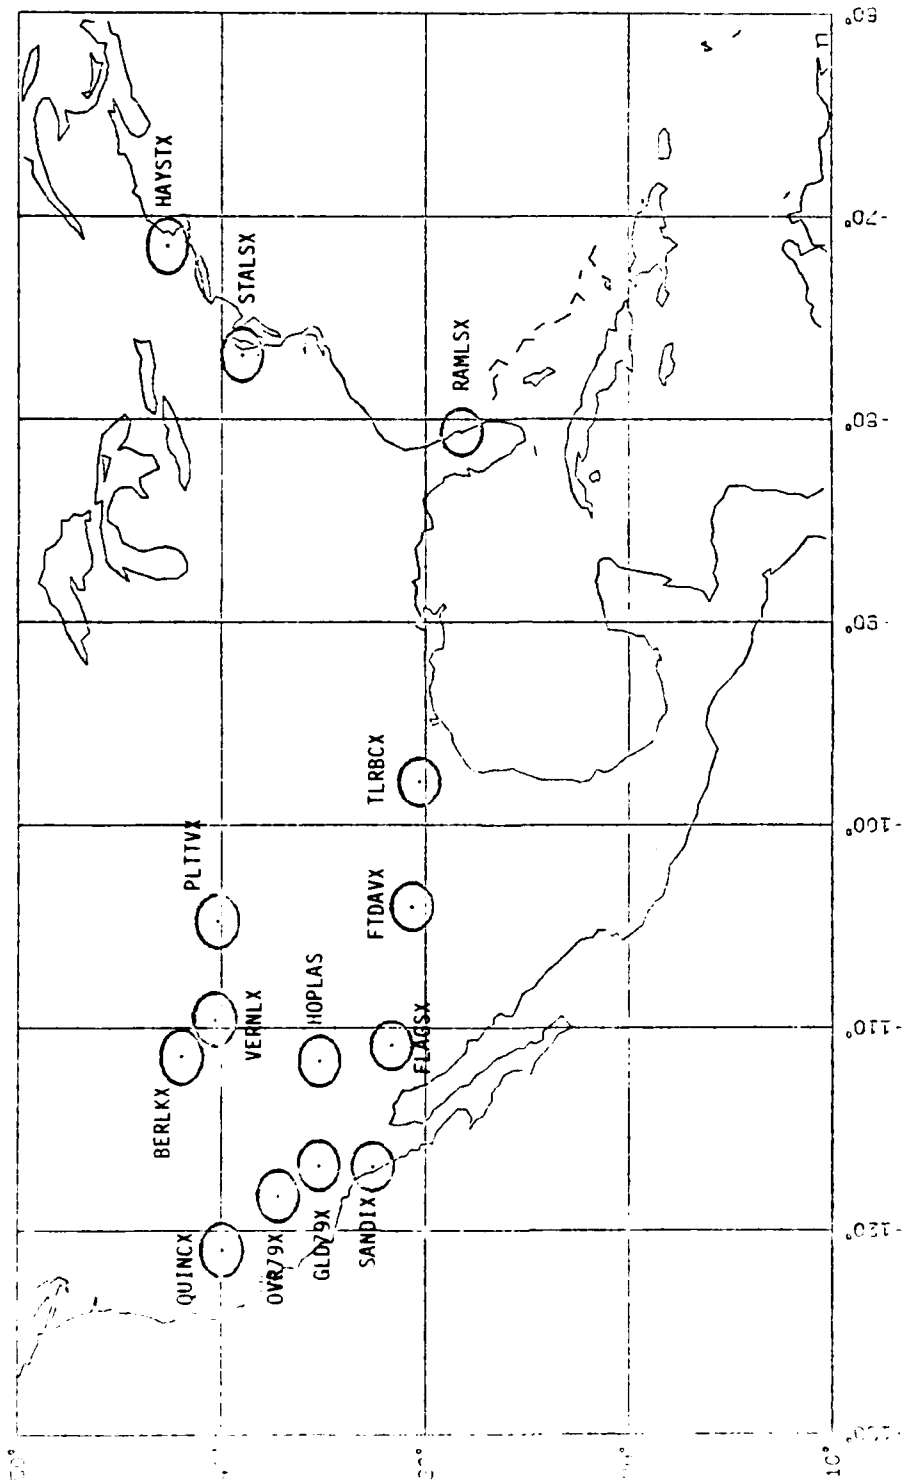 HAYSTX
STALSX
RAMLSX
TLRBCX
PLTTVX
FTDAVX
HOPLAS
VERNLX
FLAGSX
BERLKX
QUINCX
OVR79X
GLD79X
SANDIX
60°
-70°
-80°
-90°
-100°
-110°
-120°
10°